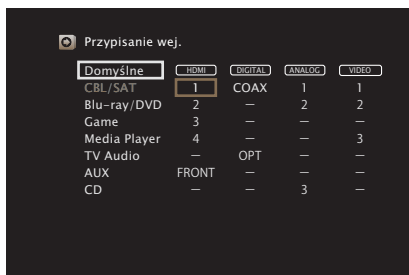 Przypisanie wej.
Domyślne HDMI DIGITAL ANALOG VIDEO
CBL/SAT 1 COAX 1 1
Blu-ray/DVD 2 – 2 2
Game 3 – – –
Media Player 4 – – 3
TV Audio – OPT – –
AUX FRONT – – –
CD – – 3 –